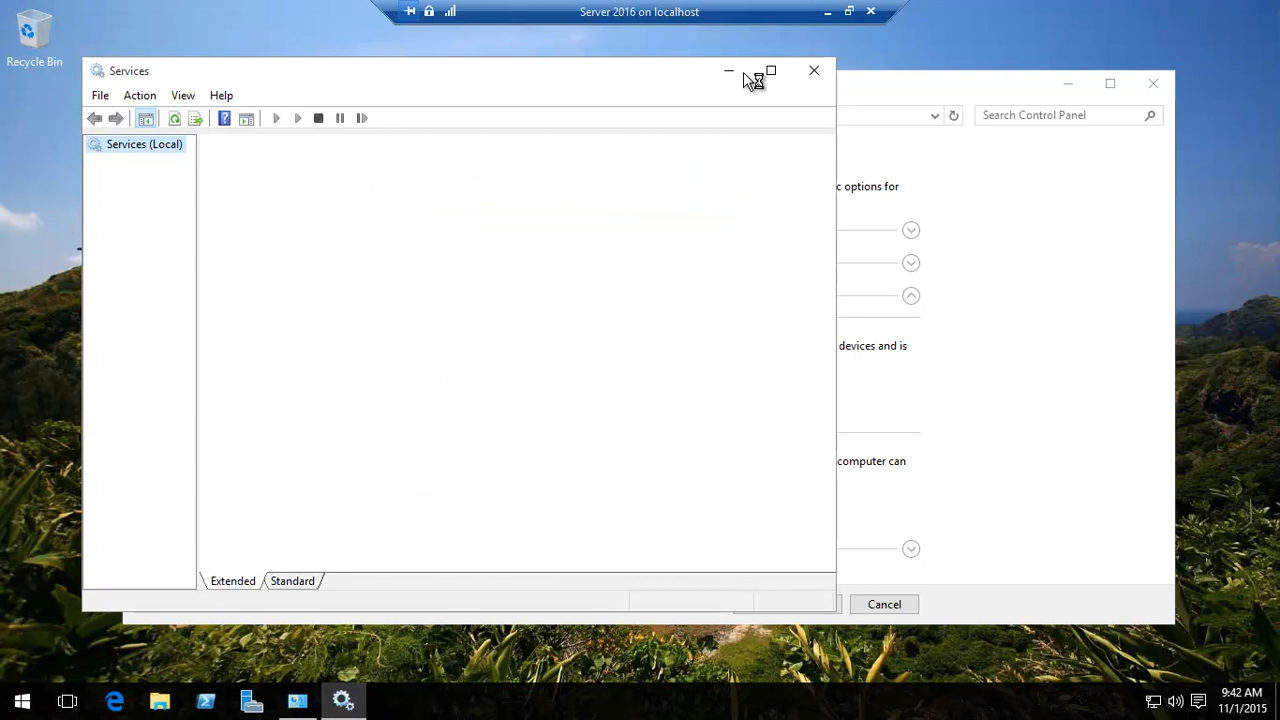 Server 2016 on localhost
Recycle Bin
Services
File Action View Help
Search Control Panel
Services (Local)
c options for
devices and is
computer can
Extended Standard
Cancel
9:42 AM
11/1/2015